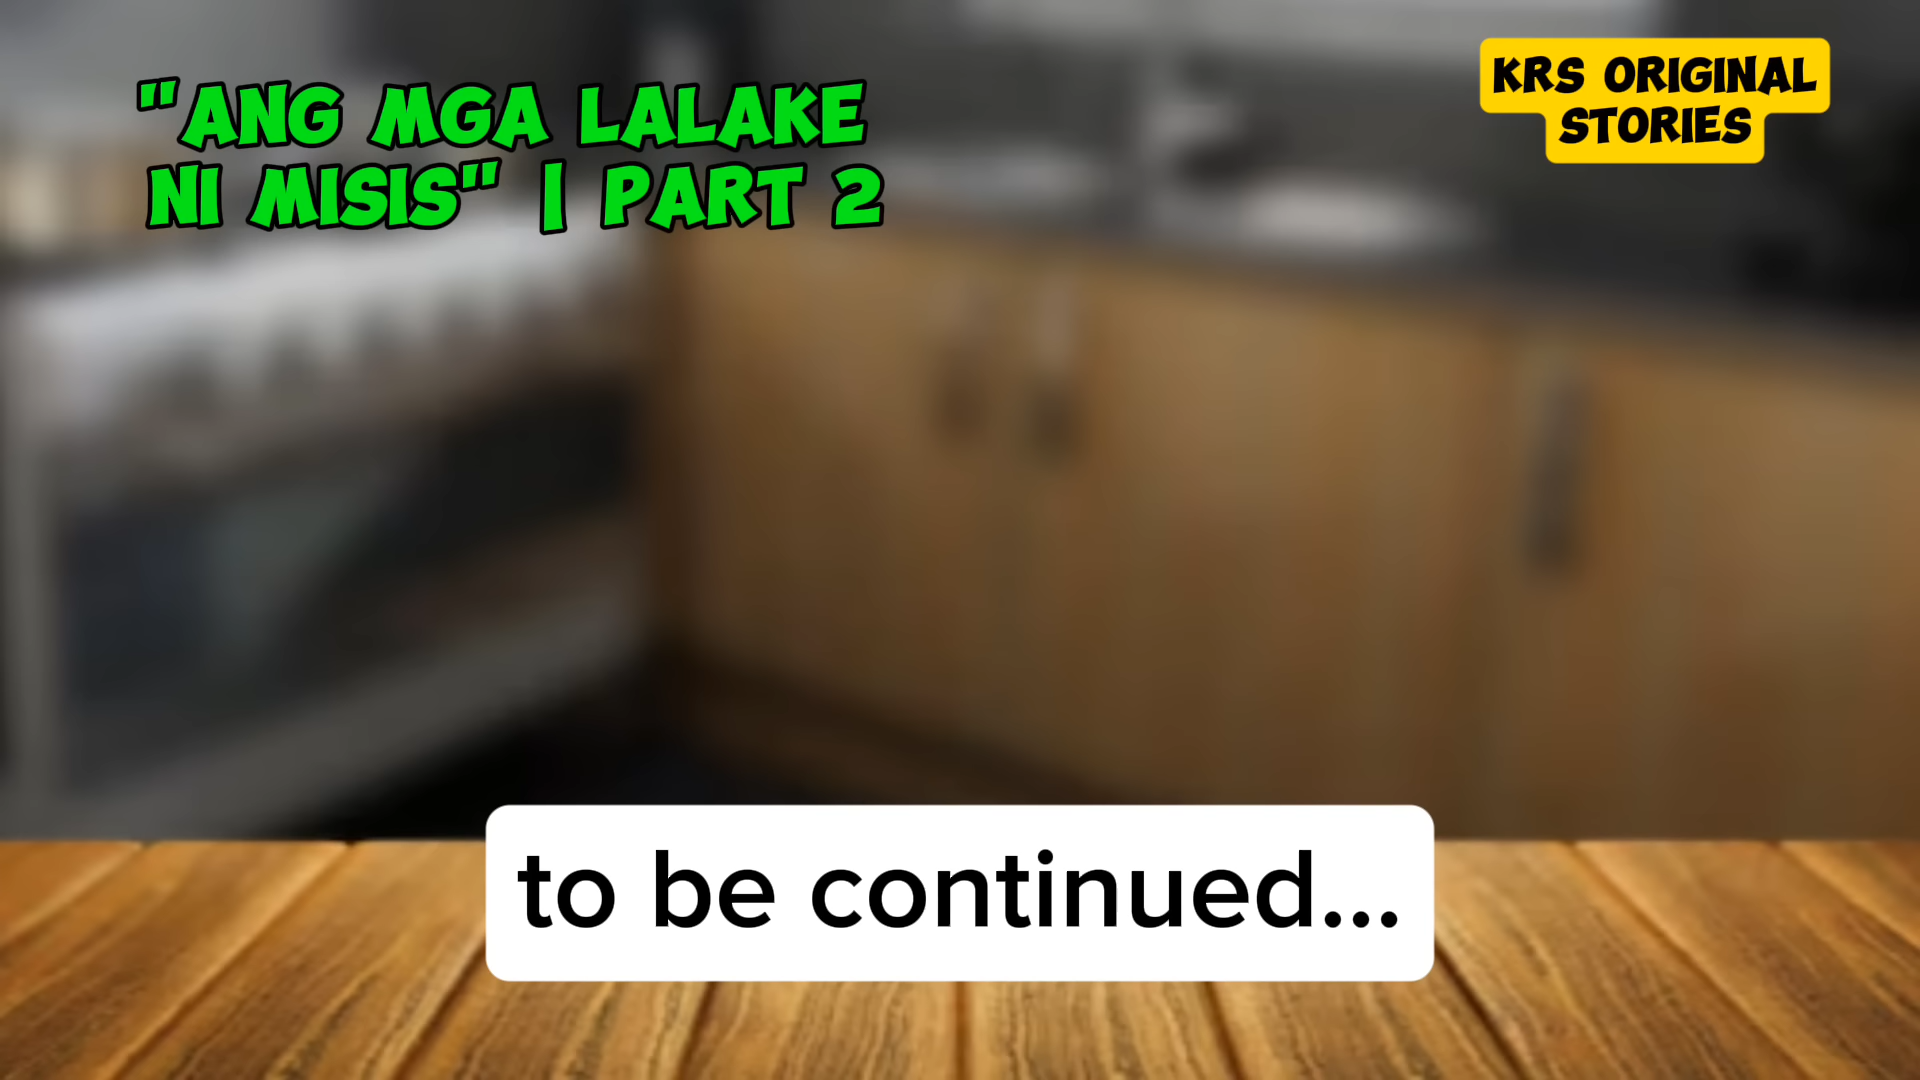 "ANG MGA LALAKE
NI MISIS" | PART 2
KRS ORIGINAL
STORIES
to be continued...